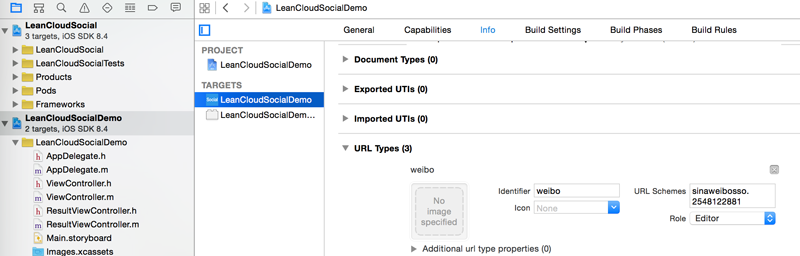 LeanCloudSocialDemo
General
Capabilities
Info
Build Settings
Build Phases
Build Rules
LeanCloudSocial
3 targets, iOS SDK 8.4
LeanCloudSocial
LeanCloudSocialTests
Products
Pods
Frameworks
LeanCloudSocialDemo
2 targets, iOS SDK 8.4
LeanCloudSocialDemo
AppDelegate.h
AppDelegate.m
ViewController.h
ViewController.m
ResultViewController.h
ResultViewController.m
Main.storyboard
Images.xcassets
PROJECT
LeanCloudSocialDemo
TARGETS
LeanCloudSocialDemo
LeanCloudSocialDem...
Document Types (0)
Exported UTIs (0)
Imported UTIs (0)
URL Types (3)
weibo
No
image
specified
Identifier weibo
Icon None
URL Schemes sinaweibosso.
2548122881
Role Editor
Additional url type properties (0)